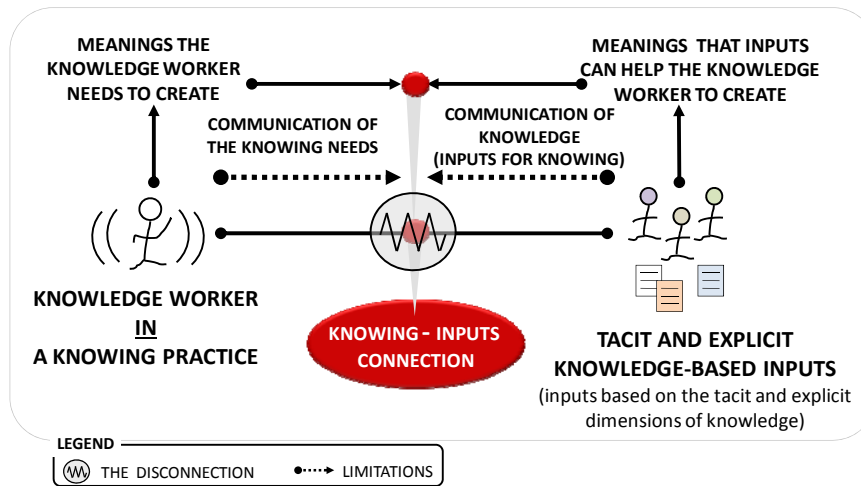 MEANINGS THE
KNOWLEDGE WORKER
NEEDS TO CREATE
MEANINGS THAT INPUTS
CAN HELP THE KNOWLEDGE
WORKER TO CREATE
COMMUNICATION OF
THE KNOWING NEEDS
COMMUNICATION OF
KNOWLEDGE
(INPUTS FOR KNOWING)
KNOWLEDGE WORKER
IN
A KNOWING PRACTICE
KNOWING - INPUTS
CONNECTION
TACIT AND EXPLICIT
KNOWLEDGE-BASED INPUTS
(inputs based on the tacit and explicit
dimensions of knowledge)
LEGEND
THE DISCONNECTION
LIMITATIONS